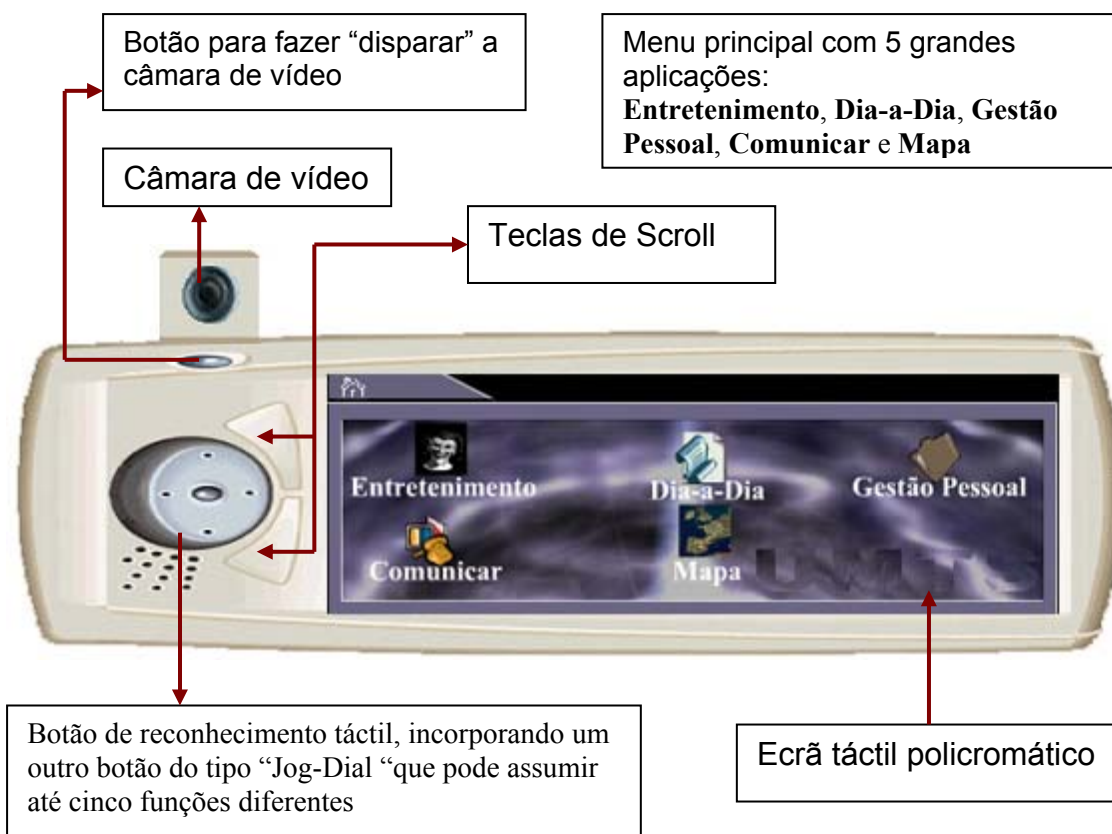 Botão para fazer “disparar” a
câmara de vídeo
Menu principal com 5 grandes
aplicações:
Entretenimento, Dia-a-Dia, Gestão
Pessoal, Comunicar e Mapa
Câmara de vídeo
Teclas de Scroll
Entretenimento
Dia-a-Dia
Gestão Pessoal
Comunicar
Mapa
Botão de reconhecimento táctil, incorporando um
outro botão do tipo “Jog-Dial “que pode assumir
até cinco funções diferentes
Ecrã táctil policromático